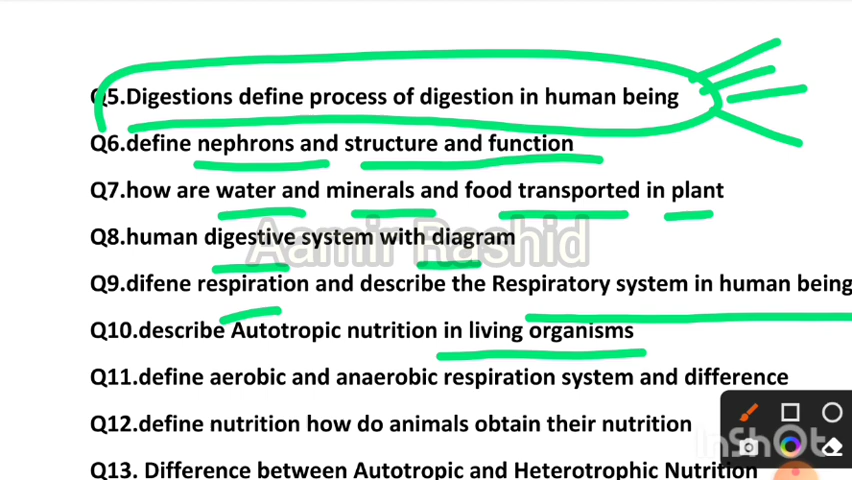 Q5.Digestions define process of digestion in human being
Q6.define nephrons and structure and function
Q7.how are water and minerals and food transported in plant
Aamir Rashid
Q8.human digestive system with diagram
Q9.difene respiration and describe the Respiratory system in human being
Q10.describe Autotropic nutrition in living organisms
Q11.define aerobic and anaerobic respiration system and difference
Q12.define nutrition how do animals obtain their nutrition
InShOt
Q13. Difference between Autotropic and Heterotrophic Nutrition